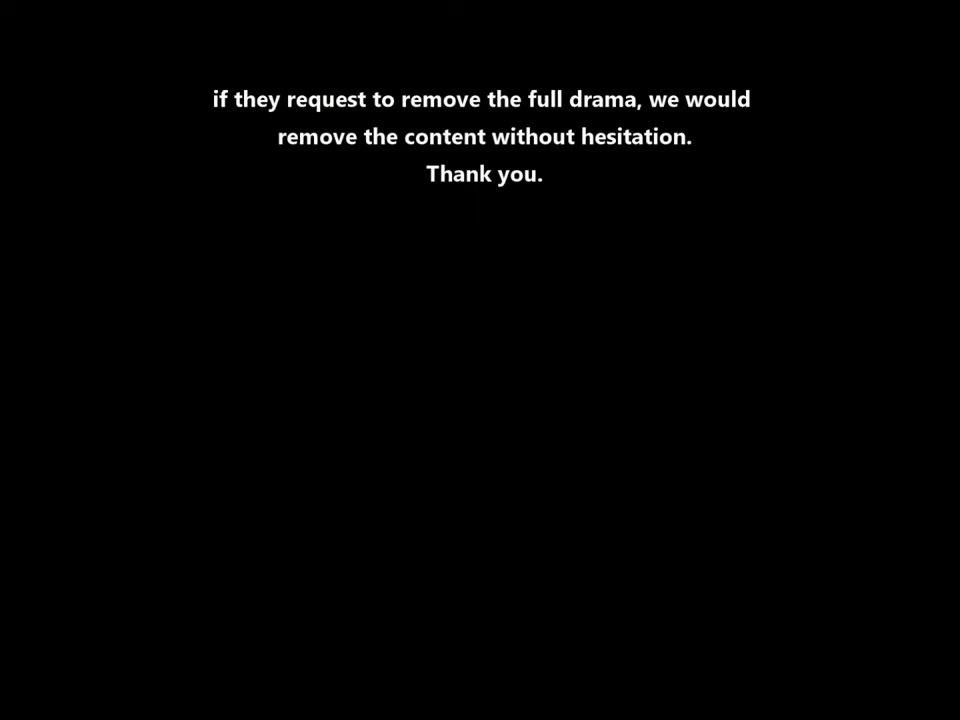 if they request to remove the full drama, we would
remove the content without hesitation.
Thank you.